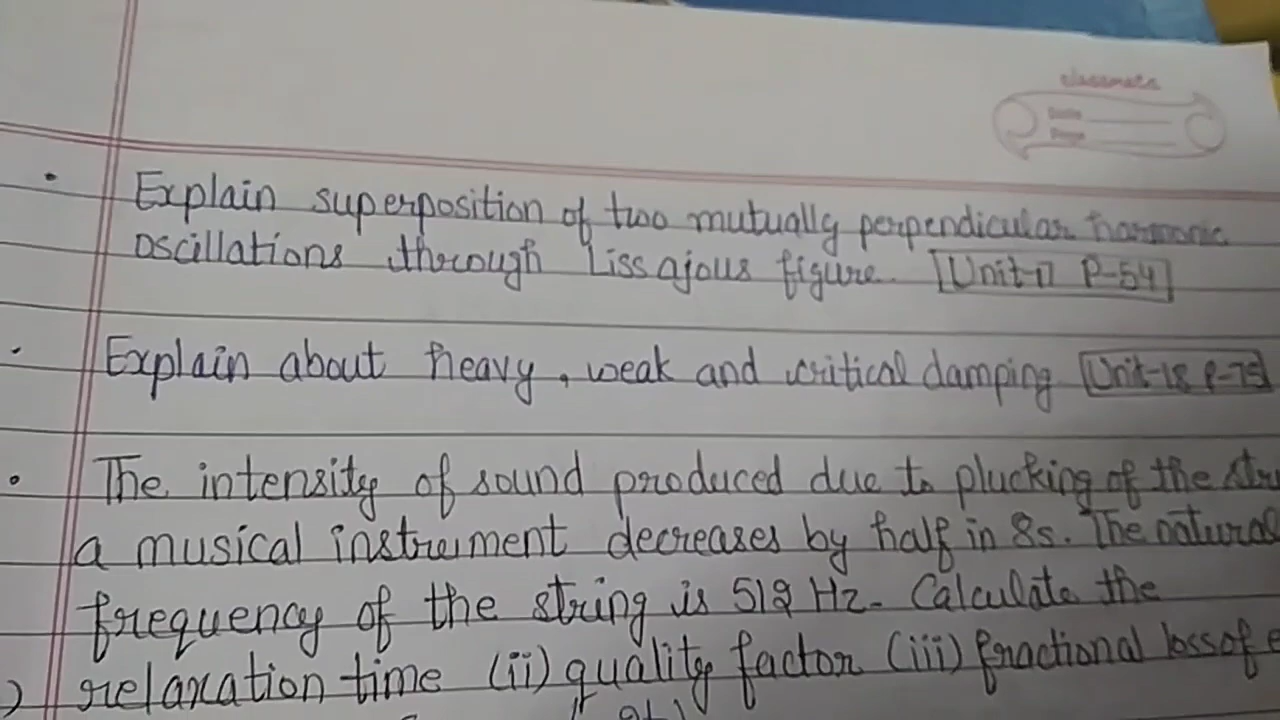 classmate
Date
Page
Explain superposition of two mutually perpendicular harmonic
oscillations through Lissajous figure. [Unit-17 P-54]
Explain about heavy, weak and critical damping [Unit-18 P-75]
The intensity of sound produced due to plucking of the
a musical instrument decreases by half in 8s. The natural
frequency of the string is 512 Hz. Calculate the
) relaxation time (ii) quality factor (iii) fractional loss of